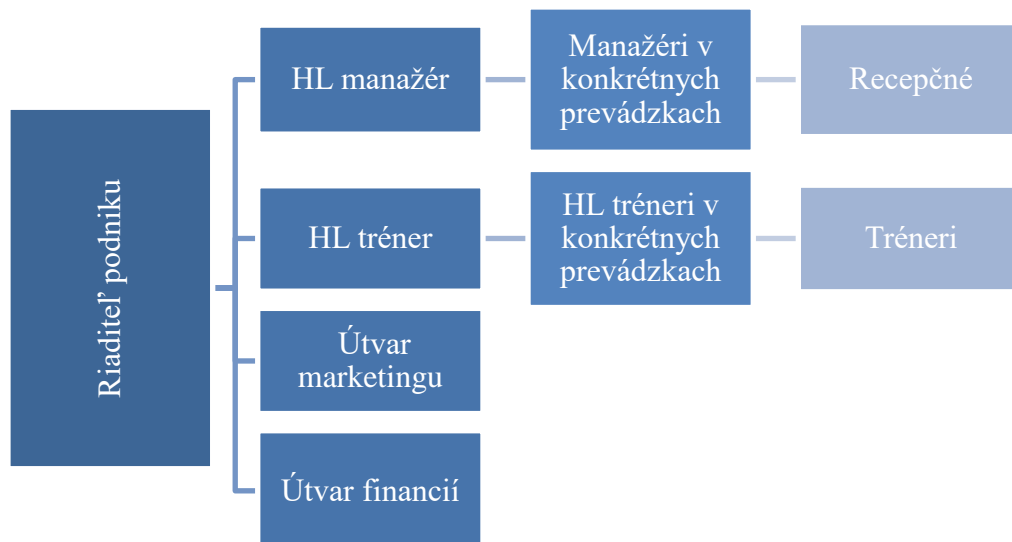 Riaditeľ podniku
HL manažér
Manažéri v
konkrétnych
prevádzkach
Recepčné
HL tréner
HL tréneri v
konkrétnych
prevádzkach
Tréneri
Útvar
marketingu
Útvar financií